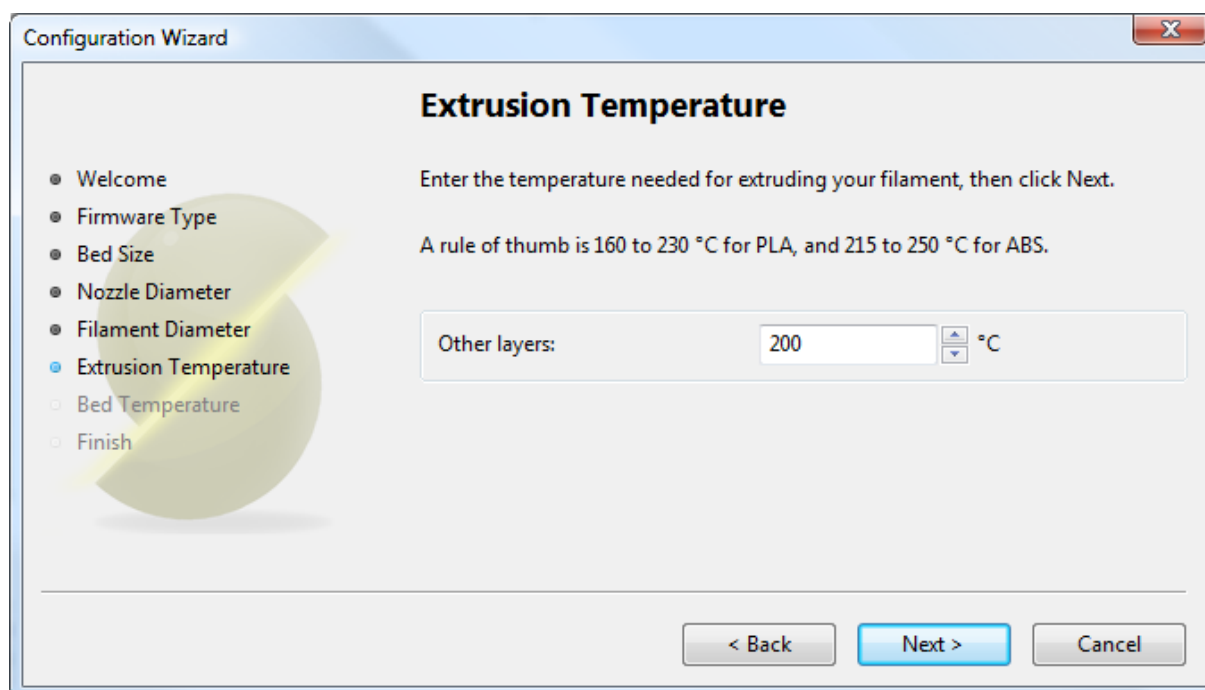 Configuration Wizard
Extrusion Temperature
Welcome
Firmware Type
Bed Size
Nozzle Diameter
Filament Diameter
Extrusion Temperature
Bed Temperature
Finish
Enter the temperature needed for extruding your filament, then click Next.
A rule of thumb is 160 to 230 °C for PLA, and 215 to 250 °C for ABS.
Other layers: 200 °C
< Back Next > Cancel